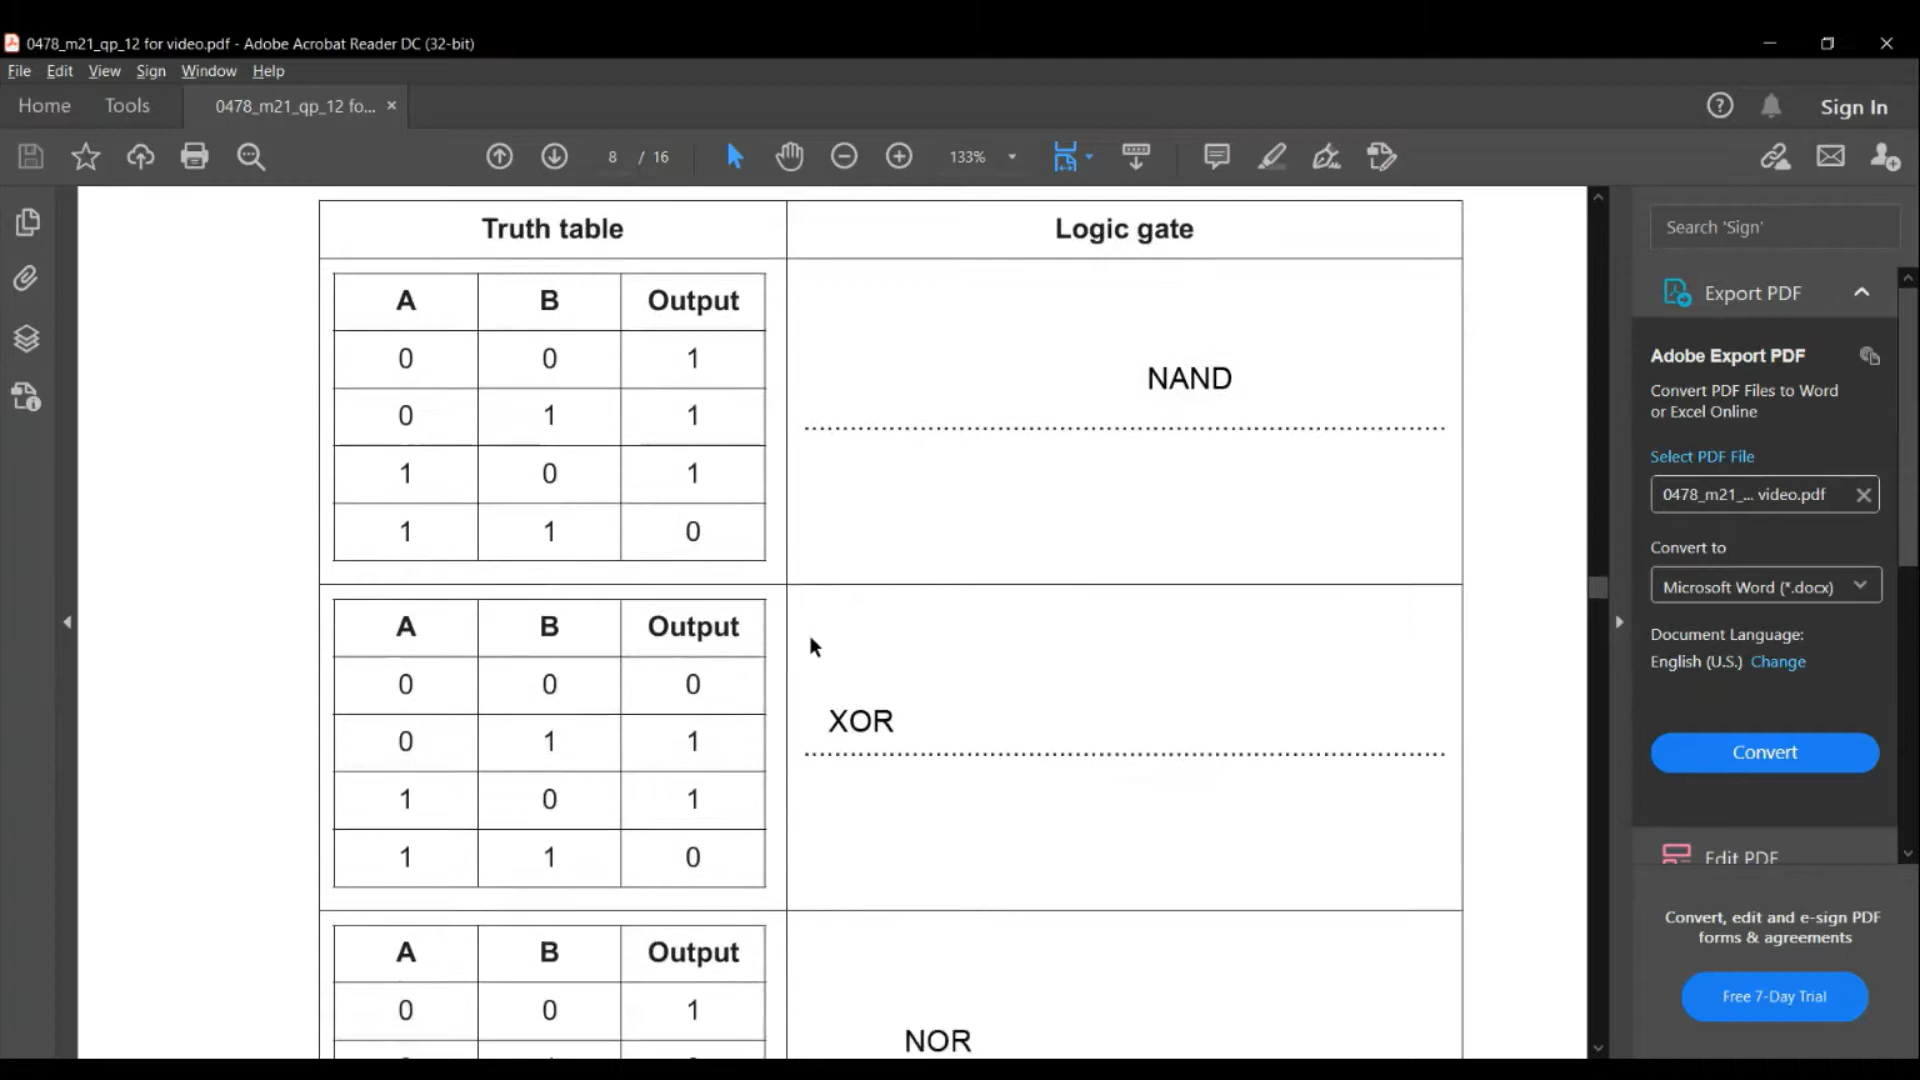 0478_m21_qp_12 for video.pdf - Adobe Acrobat Reader DC (32-bit)
File Edit View Sign Window Help
Home Tools 0478_m21_qp_12 fo... × Sign In
8 / 16 133%
Truth table Logic gate
A B Output
0 0 1
0 1 1
1 0 1
1 1 0
NAND
A B Output
0 0 0
0 1 1
1 0 1
1 1 0
XOR
A B Output
0 0 1
NOR
Search 'Sign'
Export PDF
Adobe Export PDF
Convert PDF Files to Word
or Excel Online
Select PDF File
0478_m21_... video.pdf
Convert to
Microsoft Word (*.docx)
Document Language:
English (U.S.) Change
Convert
Edit PDF
Convert, edit and e-sign PDF
forms & agreements
Free 7-Day Trial